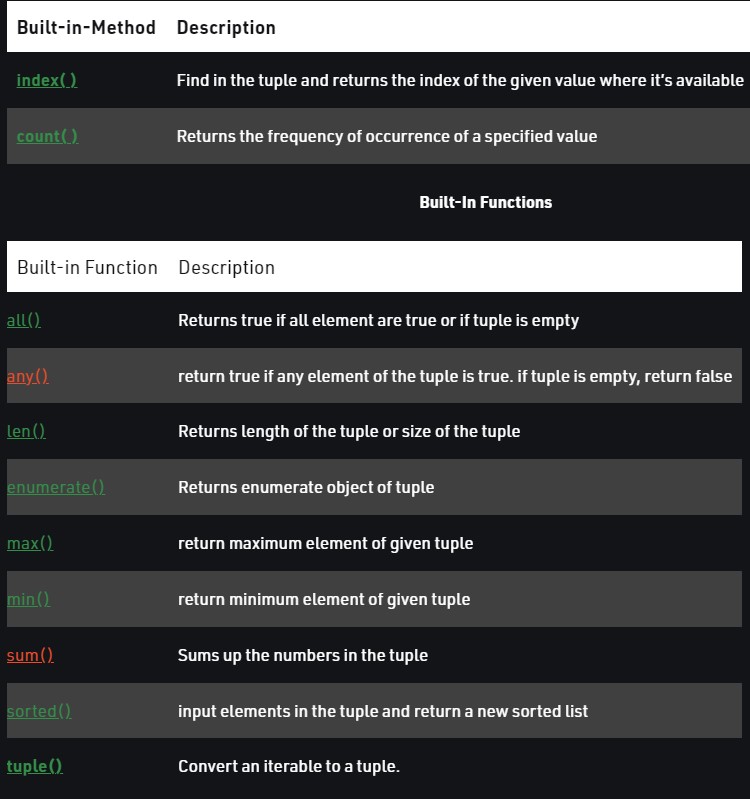 Built-in-Method Description
index( ) Find in the tuple and returns the index of the given value where it's available
count( ) Returns the frequency of occurrence of a specified value
Built-In Functions
Built-in Function Description
all() Returns true if all element are true or if tuple is empty
any() return true if any element of the tuple is true. if tuple is empty, return false
len() Returns length of the tuple or size of the tuple
enumerate() Returns enumerate object of tuple
max() return maximum element of given tuple
min() return minimum element of given tuple
sum() Sums up the numbers in the tuple
sorted() input elements in the tuple and return a new sorted list
tuple() Convert an iterable to a tuple.